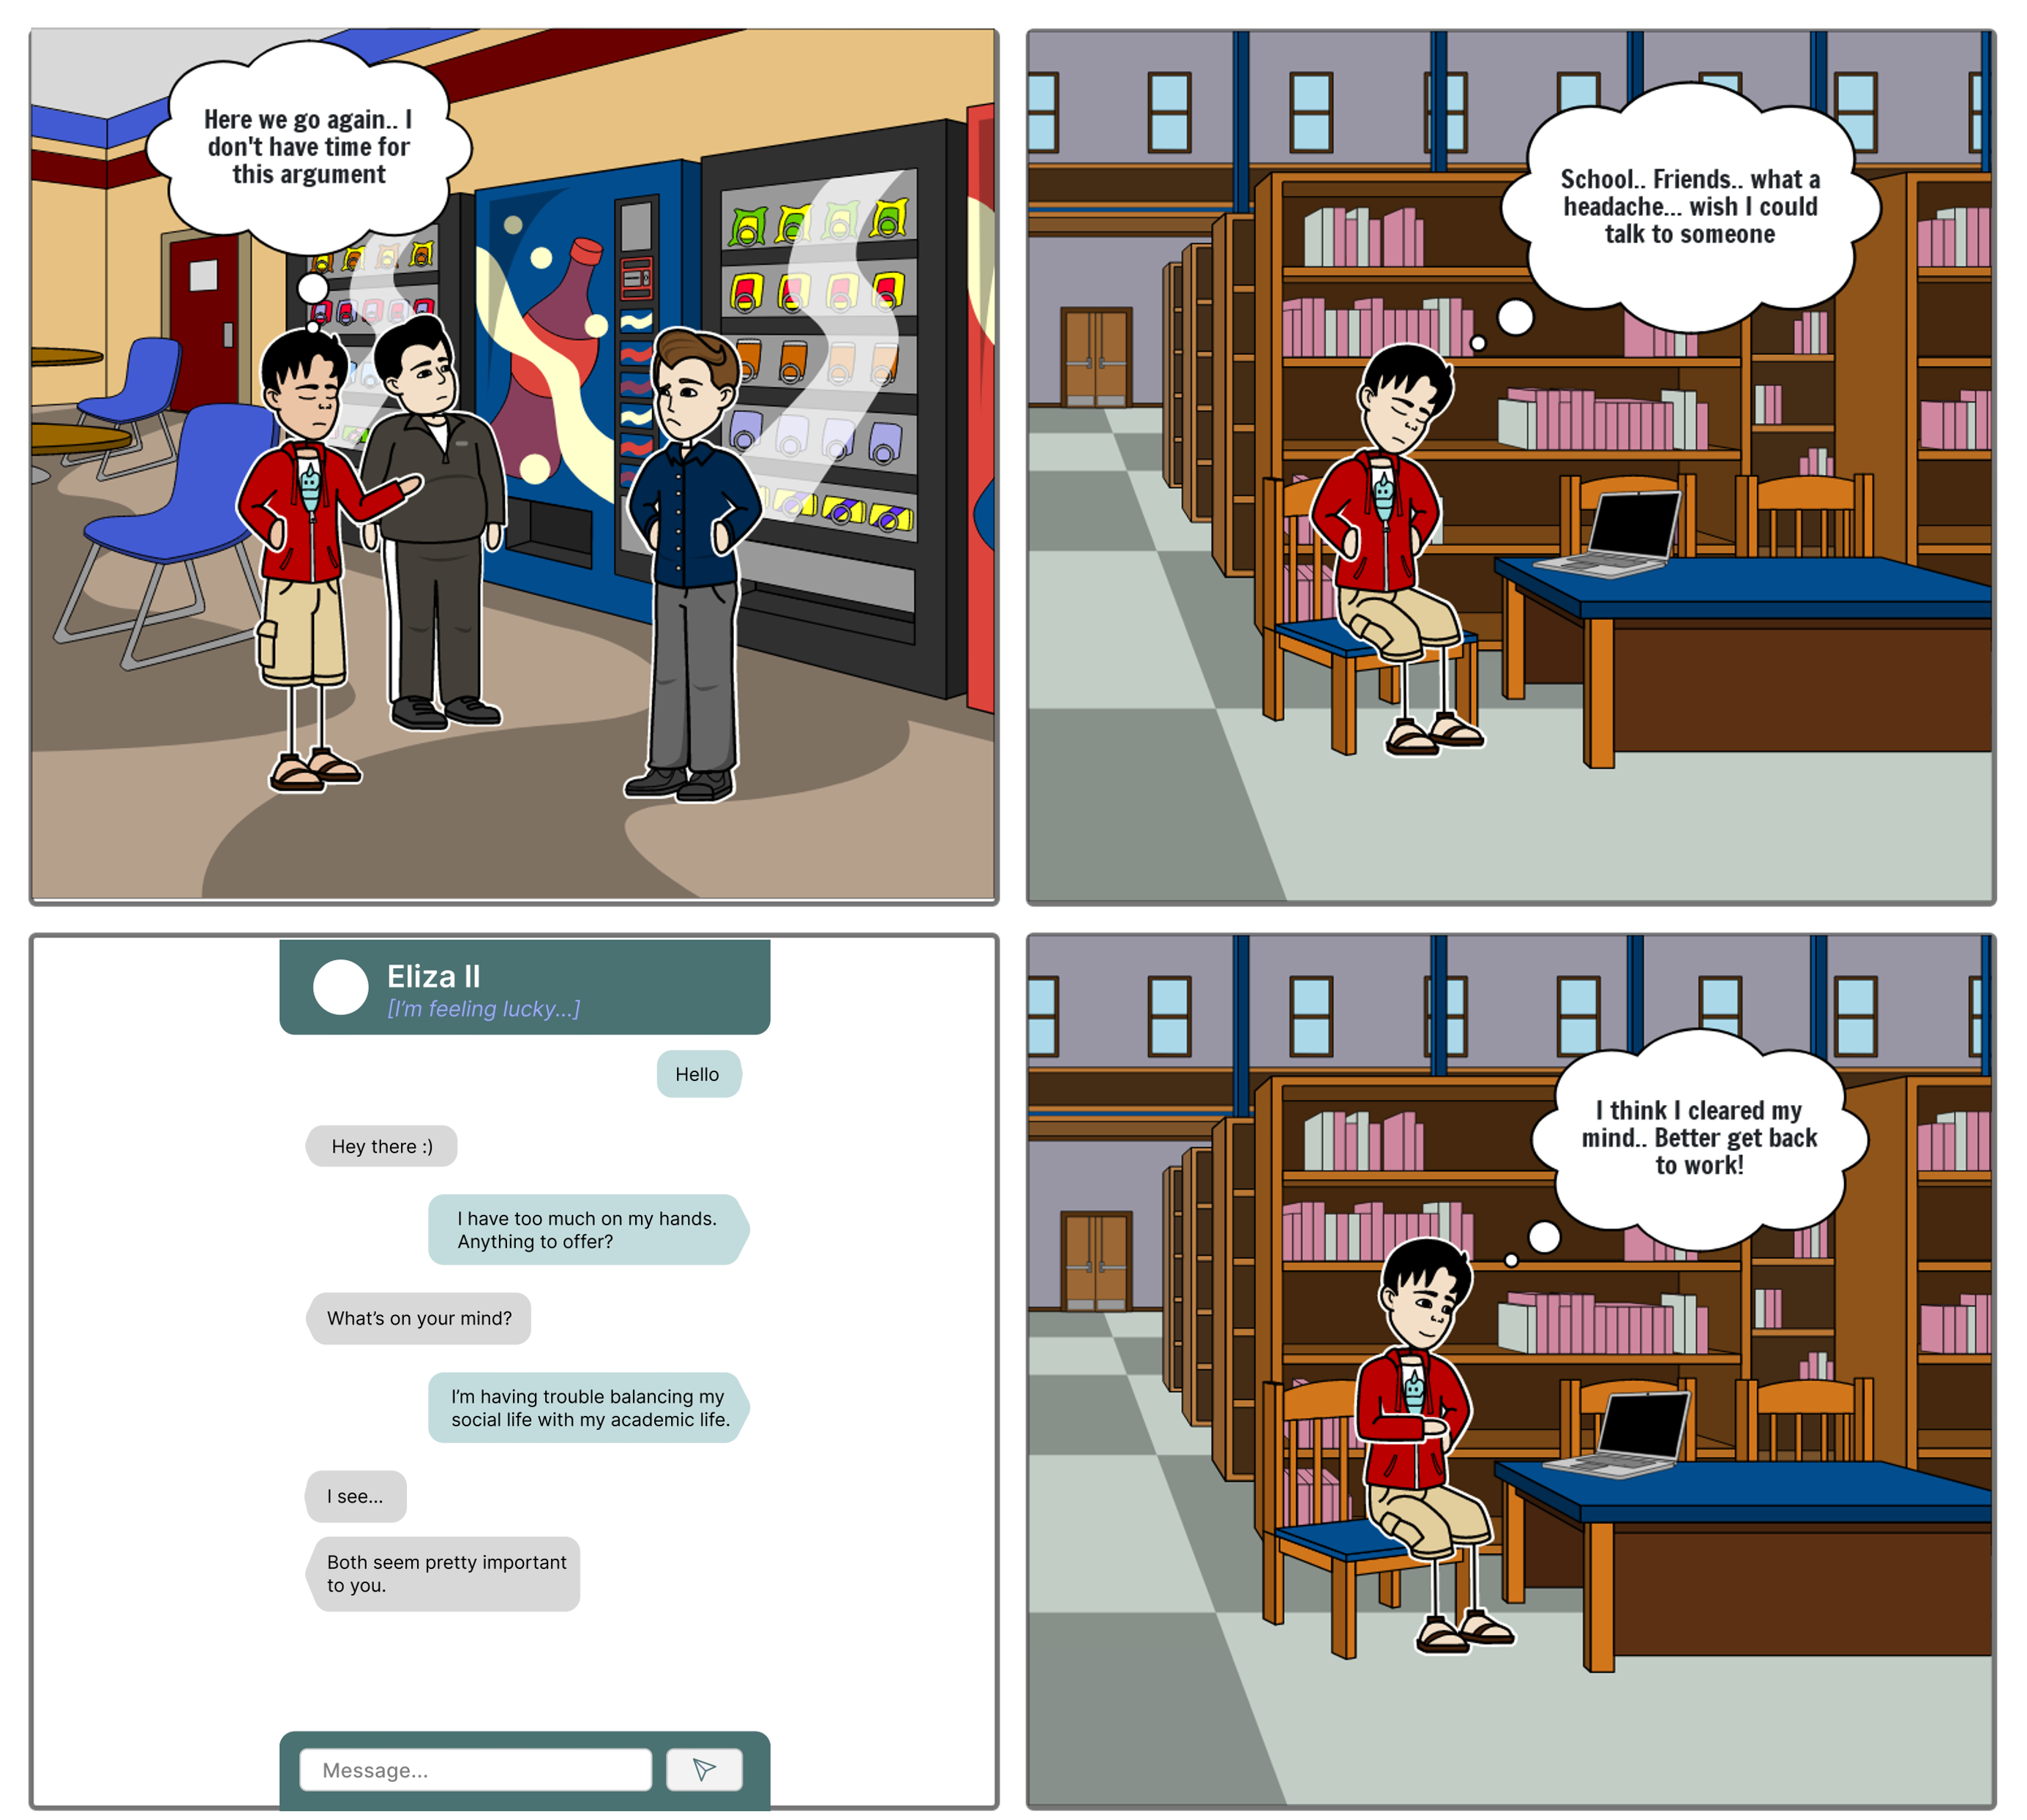 Here we go again.. I
don't have time for
this argument
School.. Friends.. what a
headache... wish I could
talk to someone
Eliza II
[I'm feeling lucky...]
Hello
Hey there :)
I have too much on my hands.
Anything to offer?
What's on your mind?
I'm having trouble balancing my
social life with my academic life.
I see...
Both seem pretty important
to you.
Message...
I think I cleared my
mind.. Better get back
to work!